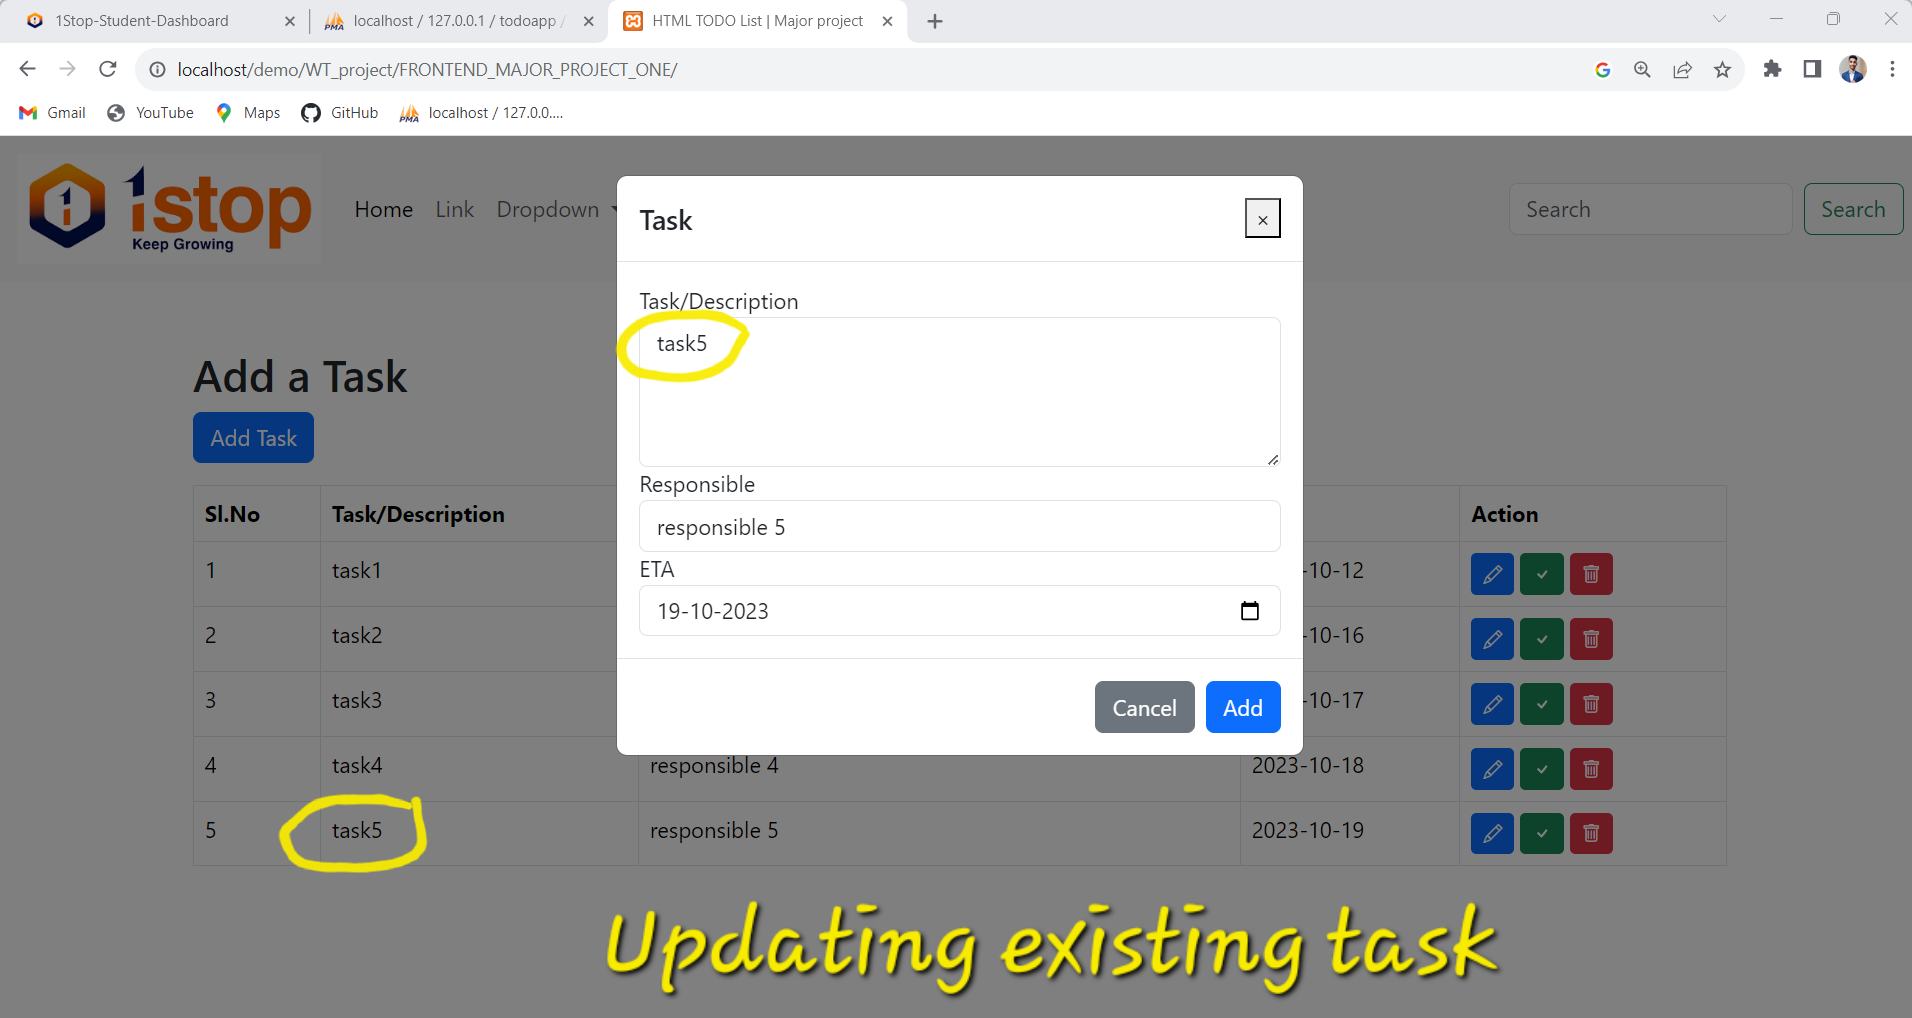 1Stop-Student-Dashboard
localhost / 127.0.0.1 / todoapp /
HTML TODO List | Major project
localhost/demo/WT_project/FRONTEND_MAJOR_PROJECT_ONE/
Gmail YouTube Maps GitHub PMA localhost / 127.0.0....
1stop
Keep Growing
Home Link Dropdown
Search Search
Task
×
Task/Description
task5
Responsible
responsible 5
ETA
19-10-2023
Cancel Add
Add a Task
Add Task
Sl.No Task/Description Action
1 task1 -10-12
2 task2 -10-16
3 task3 -10-17
4 task4 responsible 4 2023-10-18
5 task5 responsible 5 2023-10-19
Updating existing task